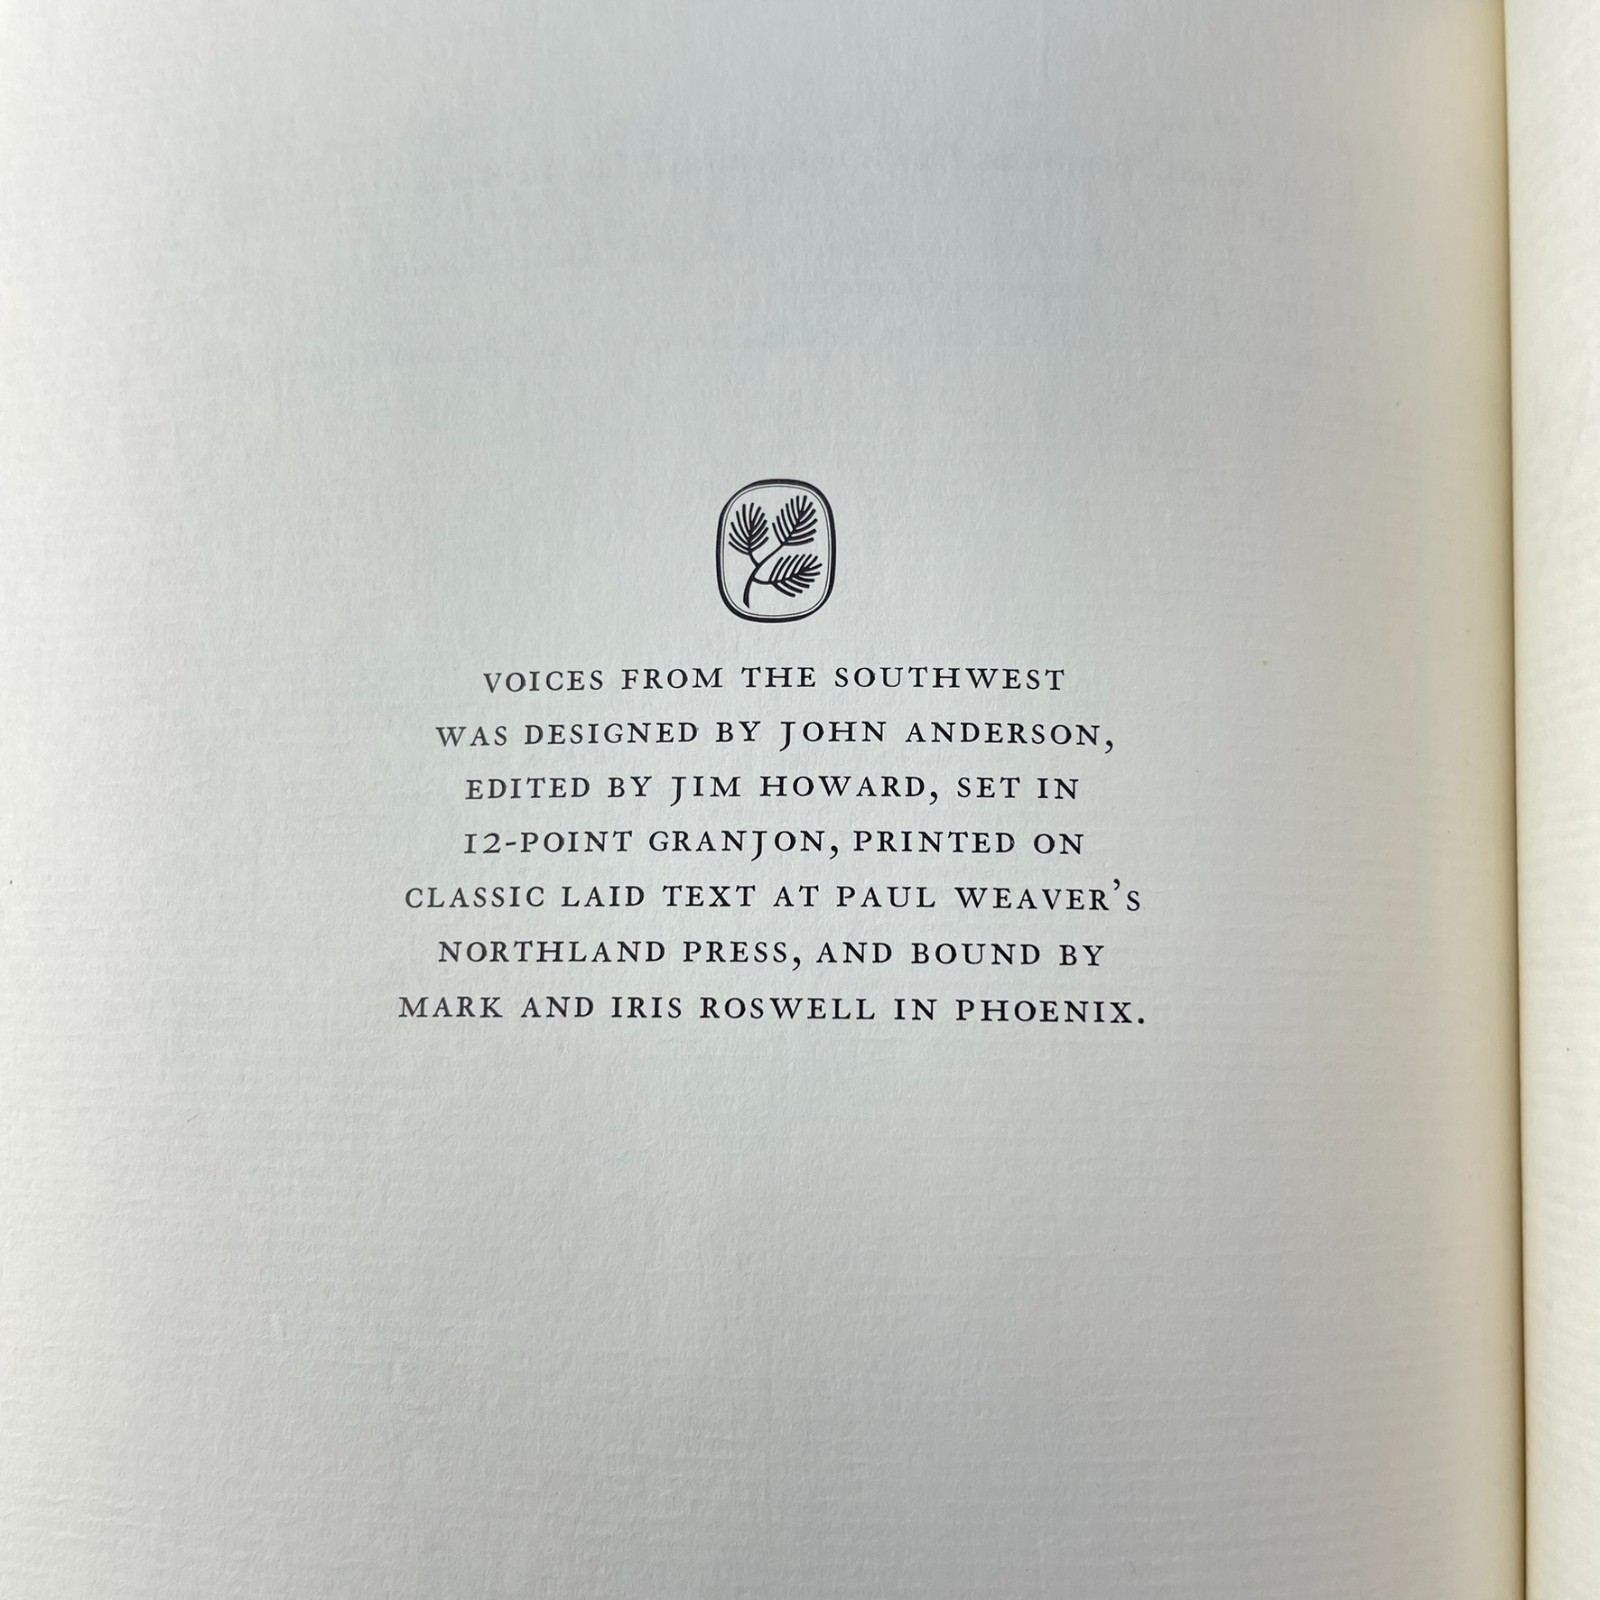 VOICES FROM THE SOUTHWEST
WAS DESIGNED BY JOHN ANDERSON,
EDITED BY JIM HOWARD, SET IN
12-POINT GRANJON, PRINTED ON
CLASSIC LAID TEXT AT PAUL WEAVER'S
NORTHLAND PRESS, AND BOUND BY
MARK AND IRIS ROSWELL IN PHOENIX.